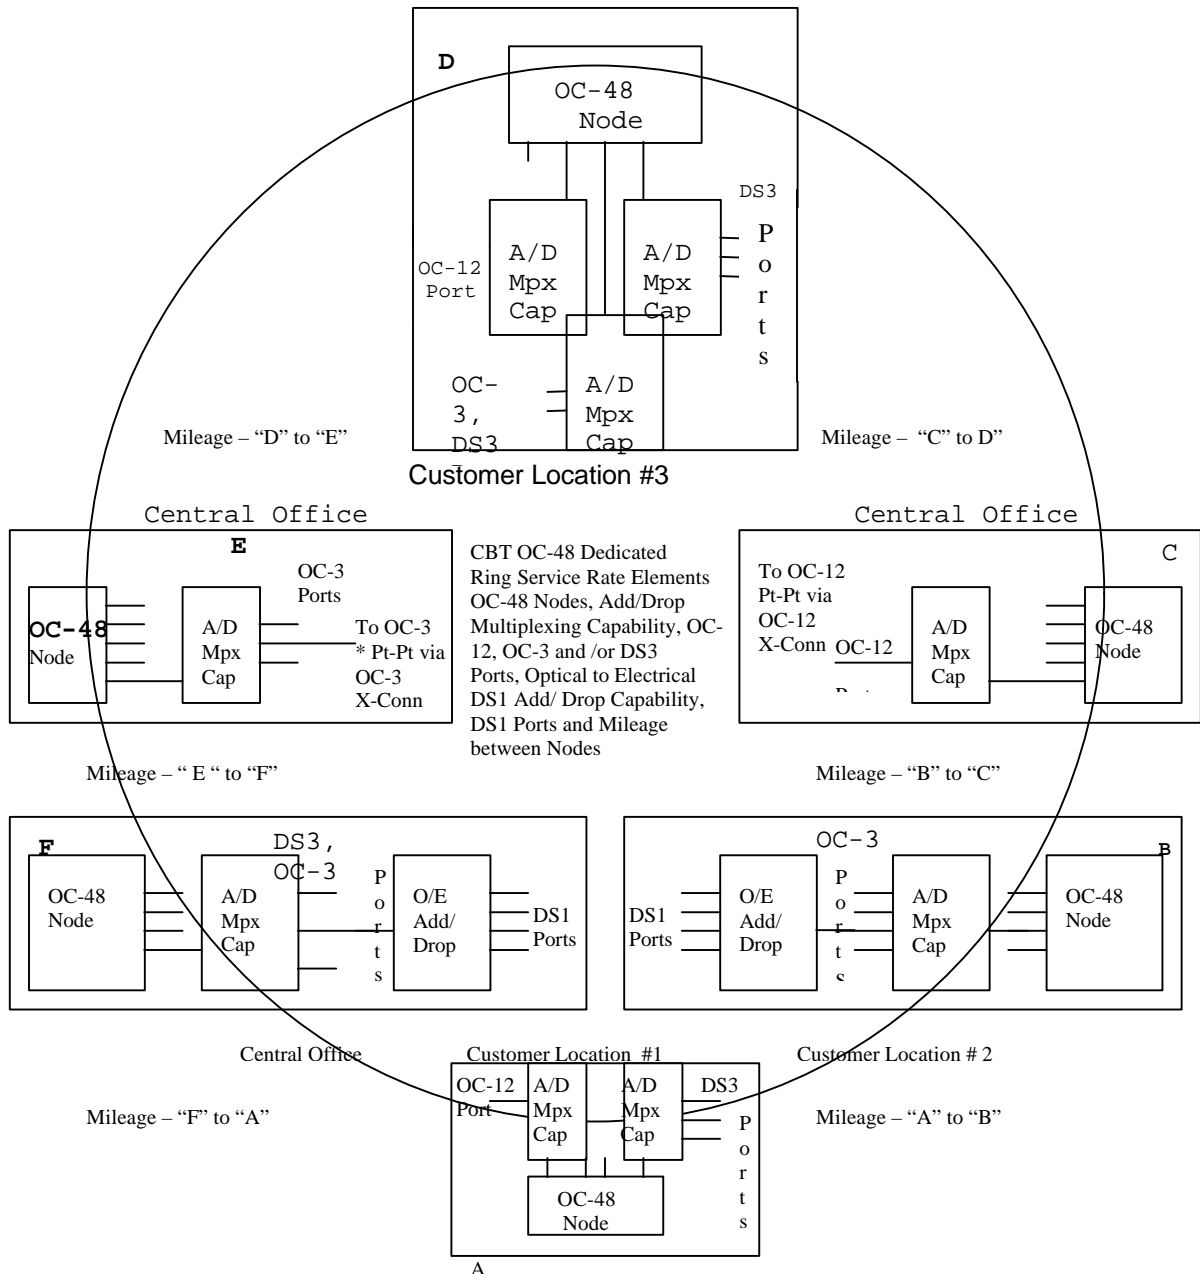 D
OC-48
Node
DS3
Ports
A/D
Mpx
Cap
A/D
Mpx
Cap
OC-12
Port
OC-
3,
DS3
A/D
Mpx
Cap
Mileage – “D” to “E”
Mileage – “C” to D”
Customer Location #3
Central Office
E
OC-3
Ports
OC-48
Node
A/D
Mpx
Cap
To OC-3
* Pt-Pt via
OC-3
X-Conn
CBT OC-48 Dedicated
Ring Service Rate Elements
OC-48 Nodes, Add/Drop
Multiplexing Capability, OC-
12, OC-3 and /or DS3
Ports, Optical to Electrical
DS1 Add/ Drop Capability,
DS1 Ports and Mileage
between Nodes
Central Office
C
To OC-12
Pt-Pt via
OC-12
X-Conn
OC-12
A/D
Mpx
Cap
OC-48
Node
Mileage – “ E “ to “F”
Mileage – “B” to “C”
F
DS3,
OC-3
OC-48
Node
A/D
Mpx
Cap
Ports
O/E
Add/
Drop
DS1
Ports
OC-3
B
DS1
Ports
O/E
Add/
Drop
Ports
A/D
Mpx
Cap
OC-48
Node
Central Office
Customer Location #1
Customer Location # 2
Mileage – “F” to “A”
Mileage – “A” to “B”
OC-12
Port
A/D
Mpx
Cap
A/D
Mpx
Cap
DS3
Ports
OC-48
Node
A